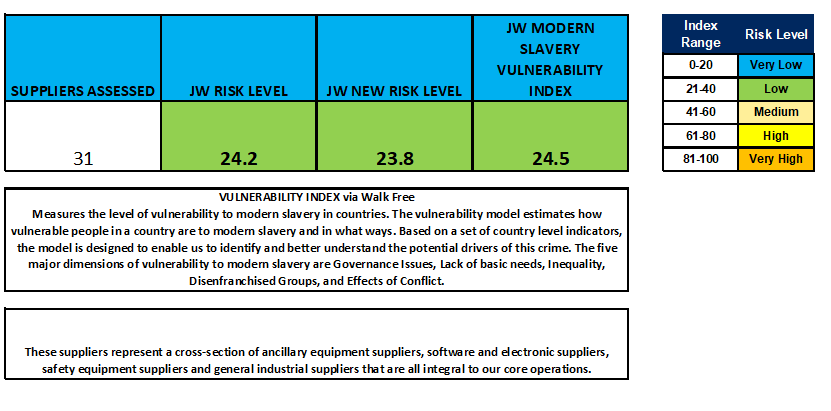 SUPPLIERS ASSESSED
JW RISK LEVEL
JW NEW RISK LEVEL
JW MODERN
SLAVERY
VULNERABILITY
INDEX
31
24.2
23.8
24.5
Index
Range
Risk Level
0-20
Very Low
21-40
Low
41-60
Medium
61-80
High
81-100
Very High
VULNERABILITY INDEX via Walk Free
Measures the level of vulnerability to modern slavery in countries. The vulnerability model estimates how
vulnerable people in a country are to modern slavery and in what ways. Based on a set of country level indicators,
the model is designed to enable us to identify and better understand the potential drivers of this crime. The five
major dimensions of vulnerability to modern slavery are Governance Issues, Lack of basic needs, Inequality,
Disenfranchised Groups, and Effects of Conflict.
These suppliers represent a cross-section of ancillary equipment suppliers, software and electronic suppliers,
safety equipment suppliers and general industrial suppliers that are all integral to our core operations.